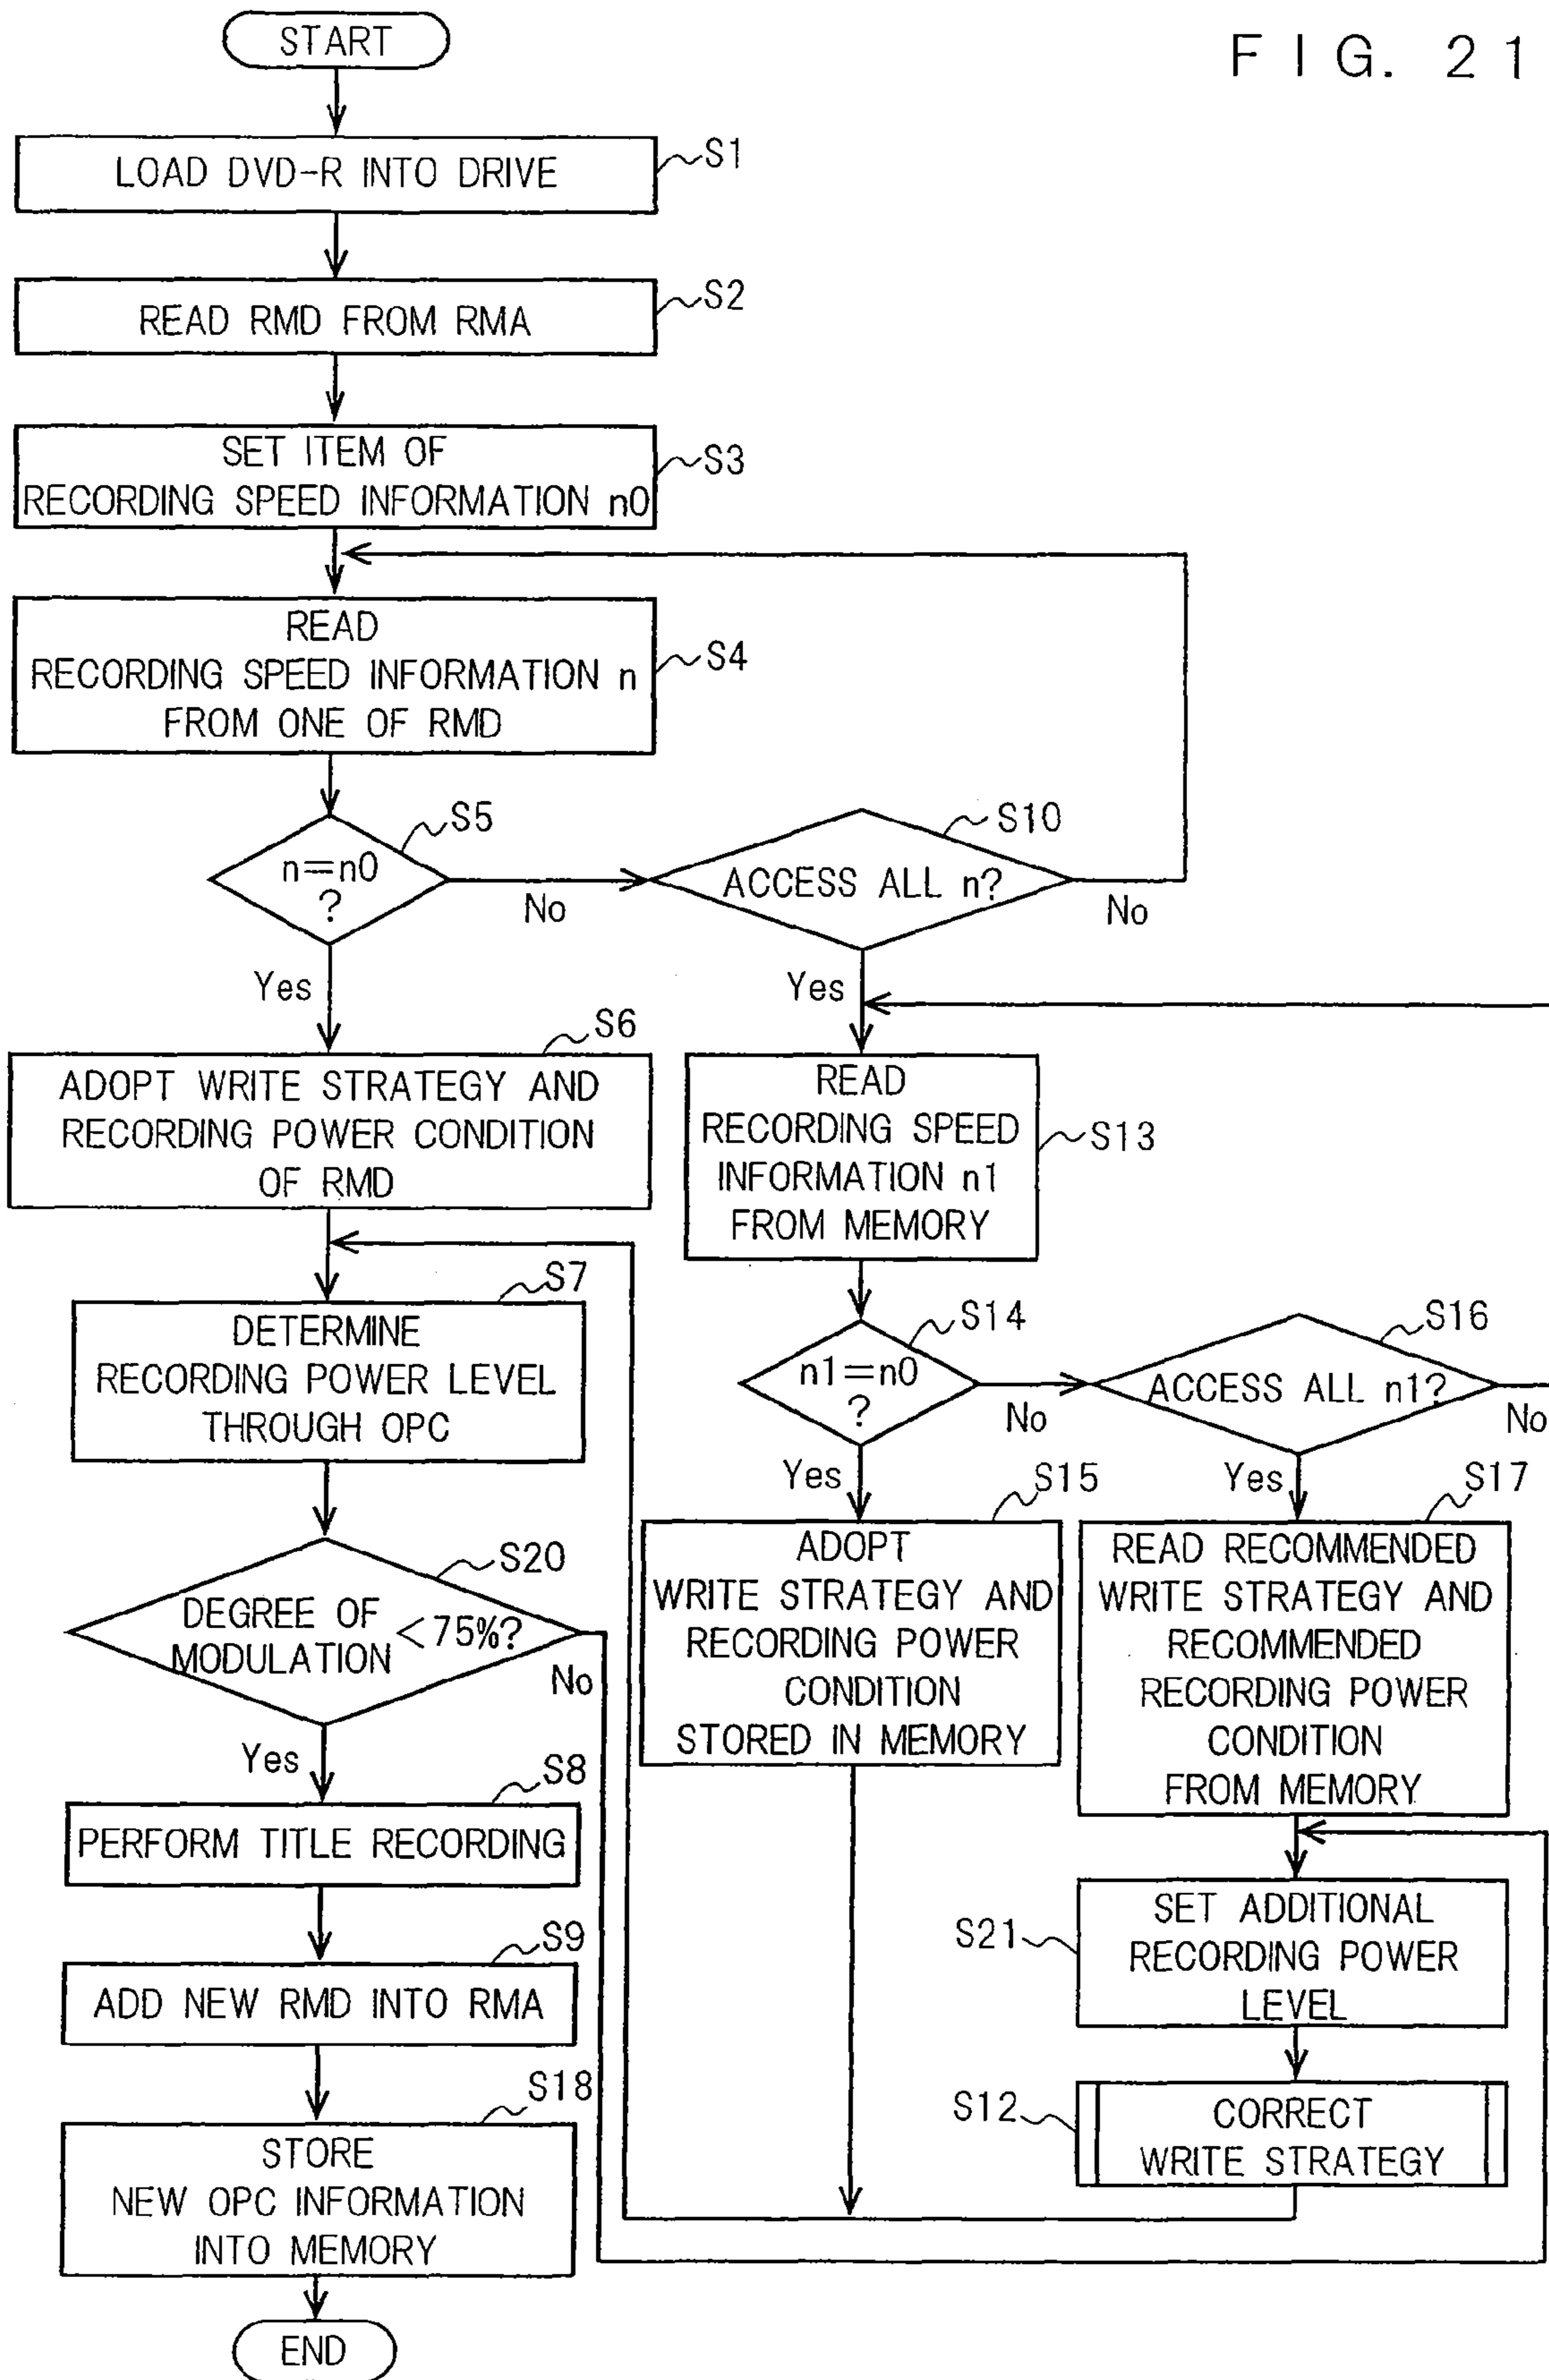 FIG. 21
START
LOAD DVD-R INTO DRIVE
S1
READ RMD FROM RMA
S2
SET ITEM OF
RECORDING SPEED INFORMATION n0
S3
READ
RECORDING SPEED INFORMATION n
FROM ONE OF RMD
S4
n=n0
?
S5
No
Yes
ACCESS ALL n?
S10
No
Yes
ADOPT WRITE STRATEGY AND
RECORDING POWER CONDITION
OF RMD
S6
READ
RECORDING SPEED
INFORMATION n1
FROM MEMORY
S13
DETERMINE
RECORDING POWER LEVEL
THROUGH OPC
S7
n1=n0
?
S14
No
Yes
ACCESS ALL n1?
S16
No
Yes
DEGREE OF
MODULATION <75%?
S20
No
Yes
ADOPT
WRITE STRATEGY AND
RECORDING POWER
CONDITION
STORED IN MEMORY
S15
READ RECOMMENDED
WRITE STRATEGY AND
RECOMMENDED
RECORDING POWER
CONDITION
FROM MEMORY
S17
PERFORM TITLE RECORDING
S8
SET ADDITIONAL
RECORDING POWER
LEVEL
S21
ADD NEW RMD INTO RMA
S9
CORRECT
WRITE STRATEGY
S12
STORE
NEW OPC INFORMATION
INTO MEMORY
S18
END